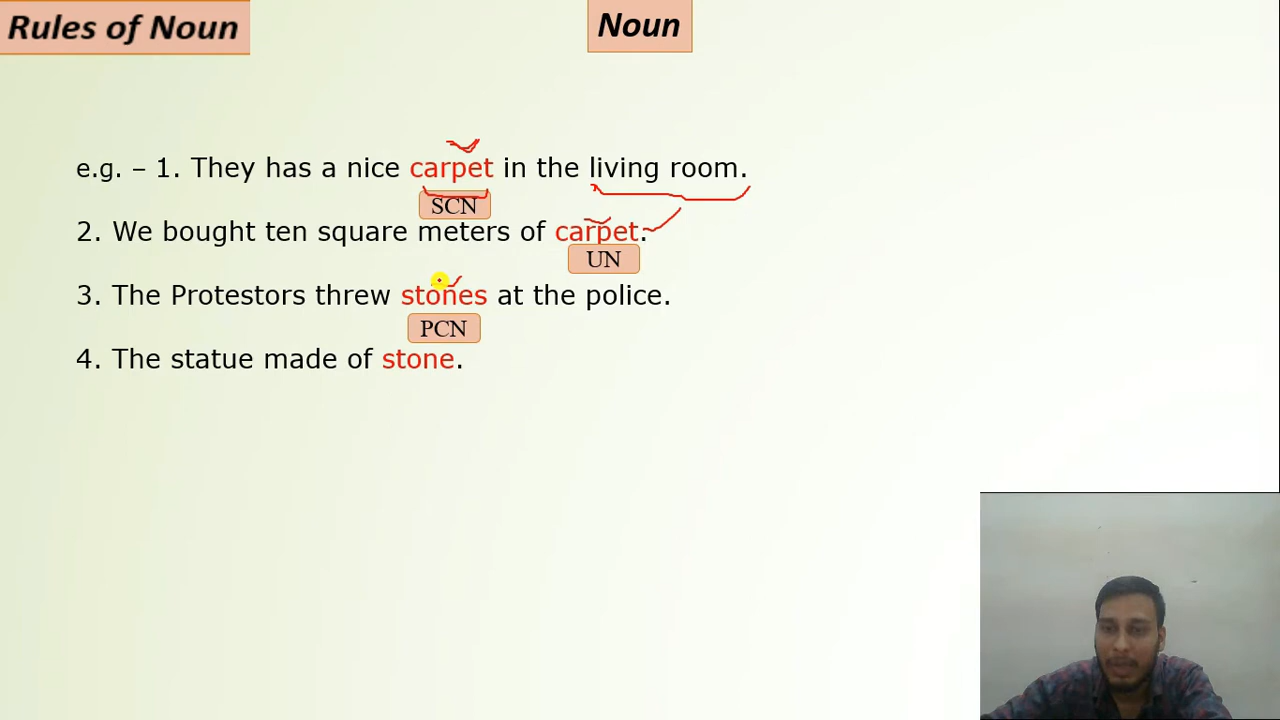 Rules of Noun
Noun
e.g. – 1. They has a nice carpet in the living room.
SCN
2. We bought ten square meters of carpet.
UN
3. The Protestors threw stones at the police.
PCN
4. The statue made of stone.